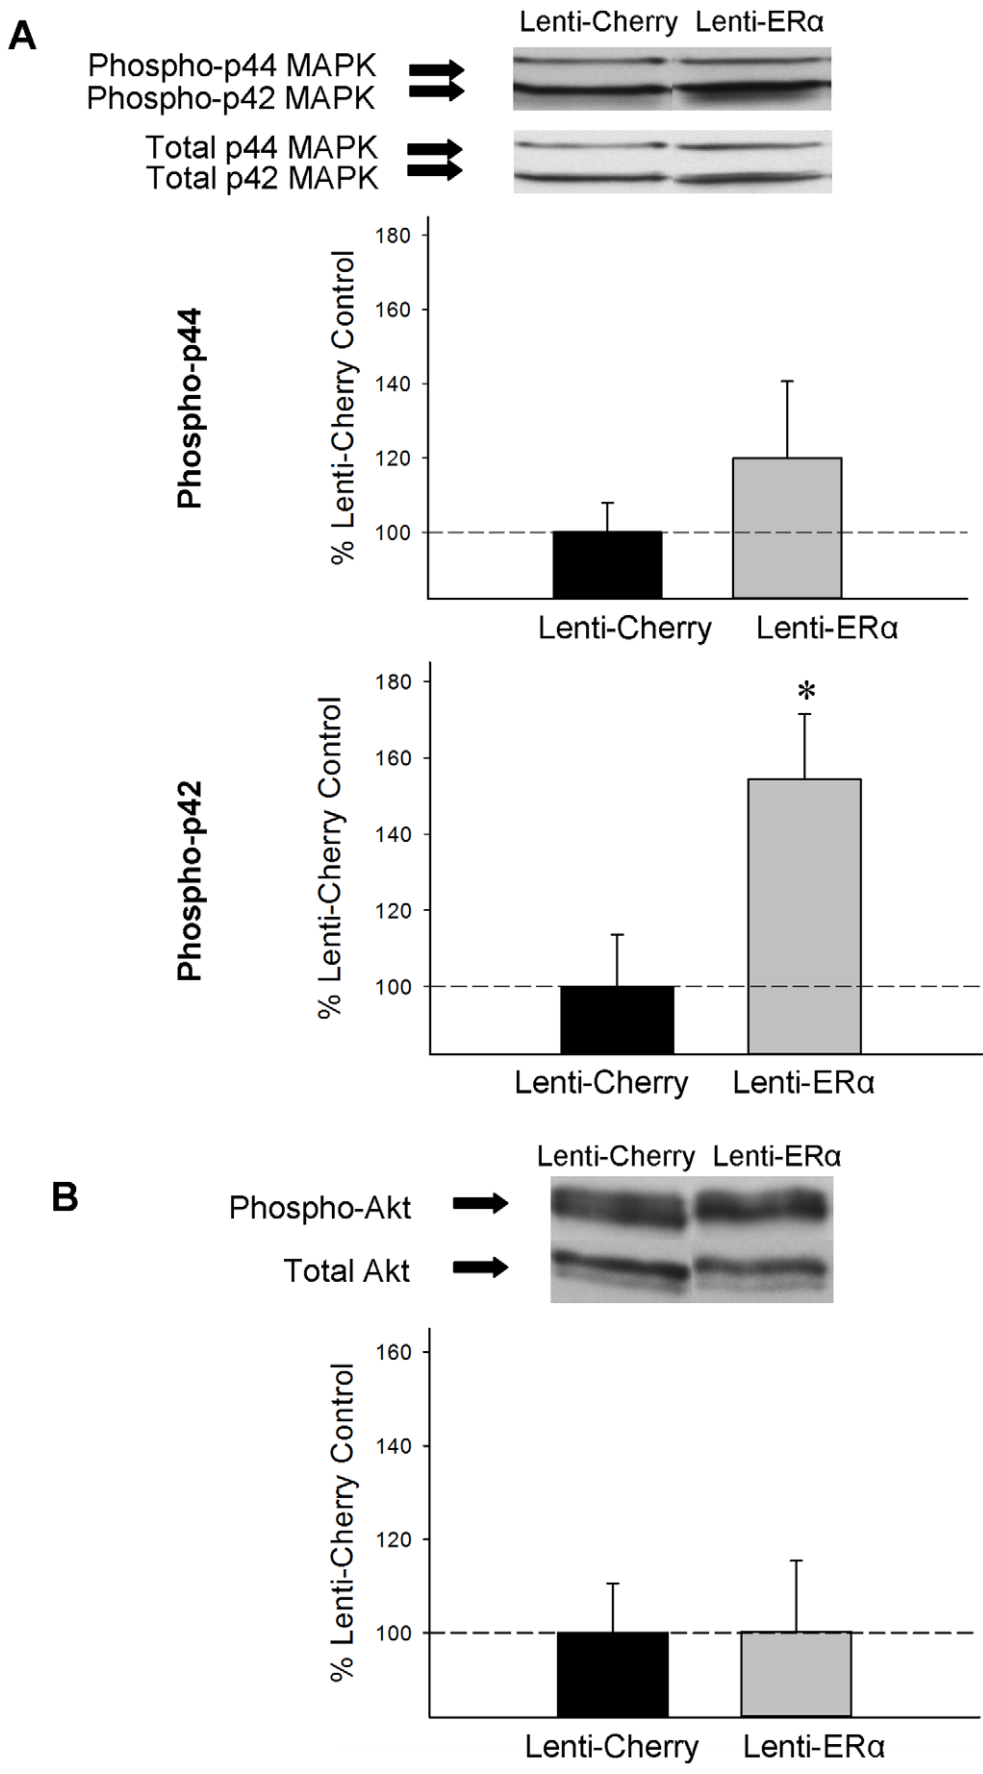 A
Lenti-Cherry Lenti-ERα
Phospho-p44 MAPK
Phospho-p42 MAPK
Total p44 MAPK
Total p42 MAPK
Phospho-p44
% Lenti-Cherry Control
180
160
140
120
100
Lenti-Cherry Lenti-ERα
Phospho-p42
% Lenti-Cherry Control
180
160
140
120
100
*
Lenti-Cherry Lenti-ERα
B
Lenti-Cherry Lenti-ERα
Phospho-Akt
Total Akt
% Lenti-Cherry Control
160
140
120
100
Lenti-Cherry Lenti-ERα